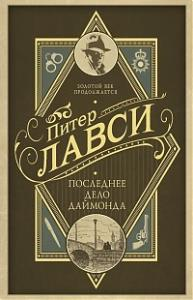 ЗОЛОТОЙ ВЕК
ПРОДОЛЖАЕТСЯ
Питер
ЛАВСИ
ПОСЛЕДНЕЕ
ДЕЛО
ДАЙМОНДА